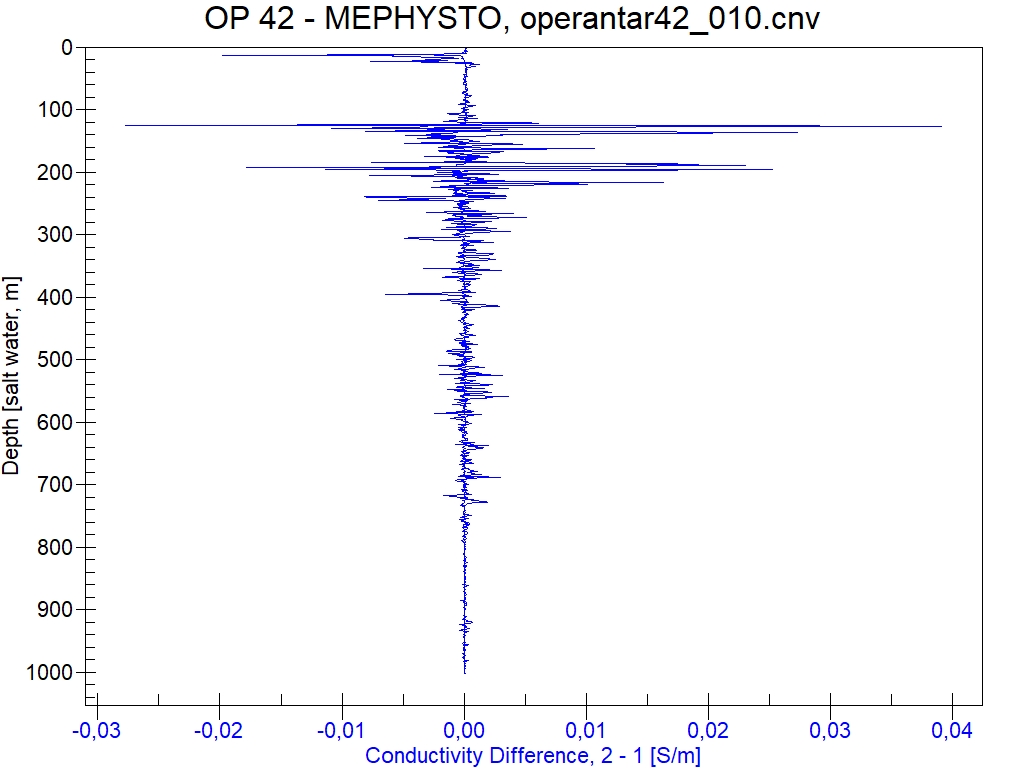 OP 42 - MEPHYSTO, operantar42_010.cnv
0
100
200
300
400
500
600
700
800
900
1000
Depth [salt water, m]
-0,03 -0,02 -0,01 0,00 0,01 0,02 0,03 0,04
Conductivity Difference, 2 - 1 [S/m]